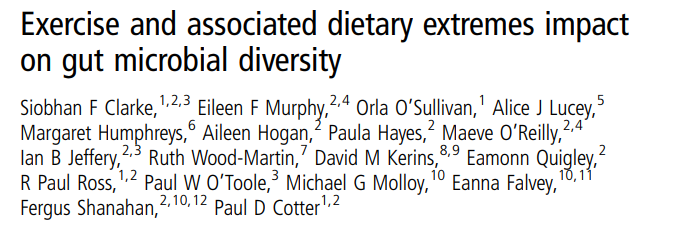 Exercise and associated dietary extremes impact
on gut microbial diversity
Siobhan F Clarke,1,2,3 Eileen F Murphy,2,4 Orla O'Sullivan,1 Alice J Lucey,5
Margaret Humphreys,6 Aileen Hogan,2 Paula Hayes,2 Maeve O'Reilly,2,4
Ian B Jeffery,2,3 Ruth Wood-Martin,7 David M Kerins,8,9 Eamonn Quigley,2
R Paul Ross,1,2 Paul W O'Toole,3 Michael G Molloy,10 Eanna Falvey,10,11
Fergus Shanahan,2,10,12 Paul D Cotter1,2